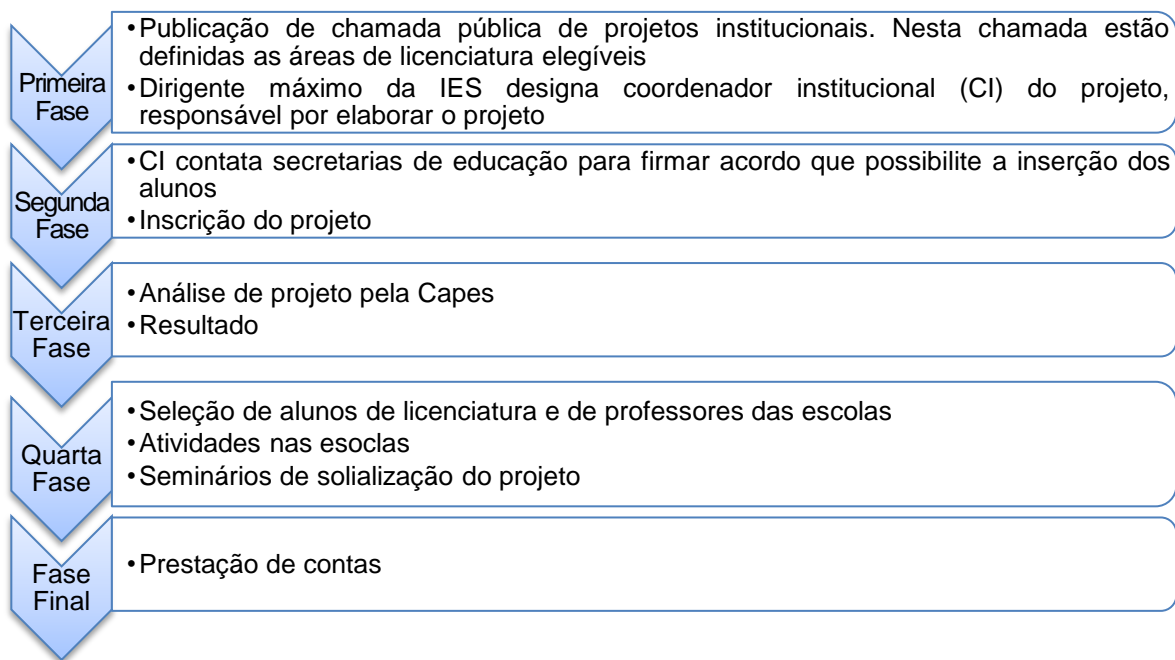 Primeira
Fase
•Publicação de chamada pública de projetos institucionais. Nesta chamada estão
definidas as áreas de licenciatura elegíveis
•Dirigente máximo da IES designa coordenador institucional (CI) do projeto,
responsável por elaborar o projeto
Segunda
Fase
•CI contata secretarias de educação para firmar acordo que possibilite a inserção dos
alunos
•Inscrição do projeto
Terceira
Fase
•Análise de projeto pela Capes
•Resultado
Quarta
Fase
•Seleção de alunos de licenciatura e de professores das escolas
•Atividades nas esoclas
•Seminários de solialização do projeto
Fase
Final
•Prestação de contas